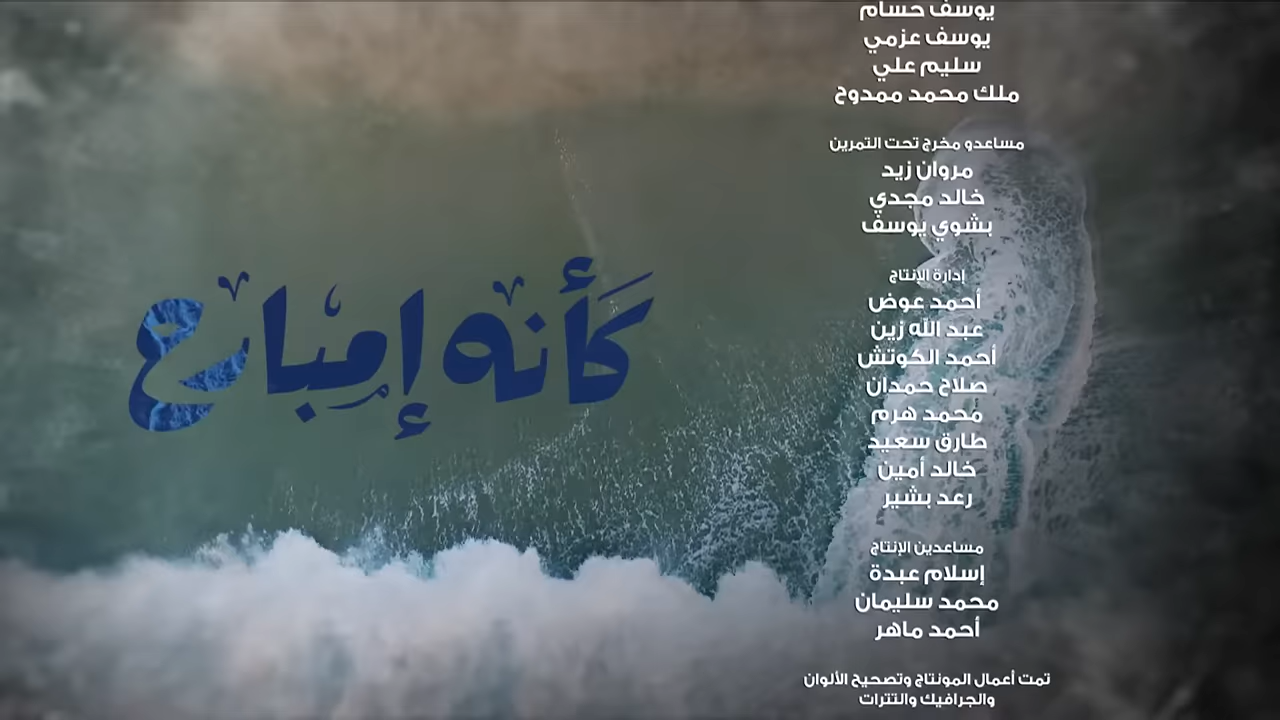 يوسف حسام
يوسف عزمي
سليم علي
ملك محمد ممدوح
مساعدو مخرج تحت التمرين
مروان زيد
خالد مجدي
بشوي يوسف
إدارة الإنتاج
أحمد عوض
عبد الله زين
أحمد الكوتش
صلاح حمدان
محمد هرم
طارق سعيد
خالد أمين
رعد بشير
مساعدين الإنتاج
إسلام عبدة
محمد سليمان
أحمد ماهر
تمت أعمال المونتاج وتصحيح الألوان
والجرافيك والتترات
كأنه إمبارح